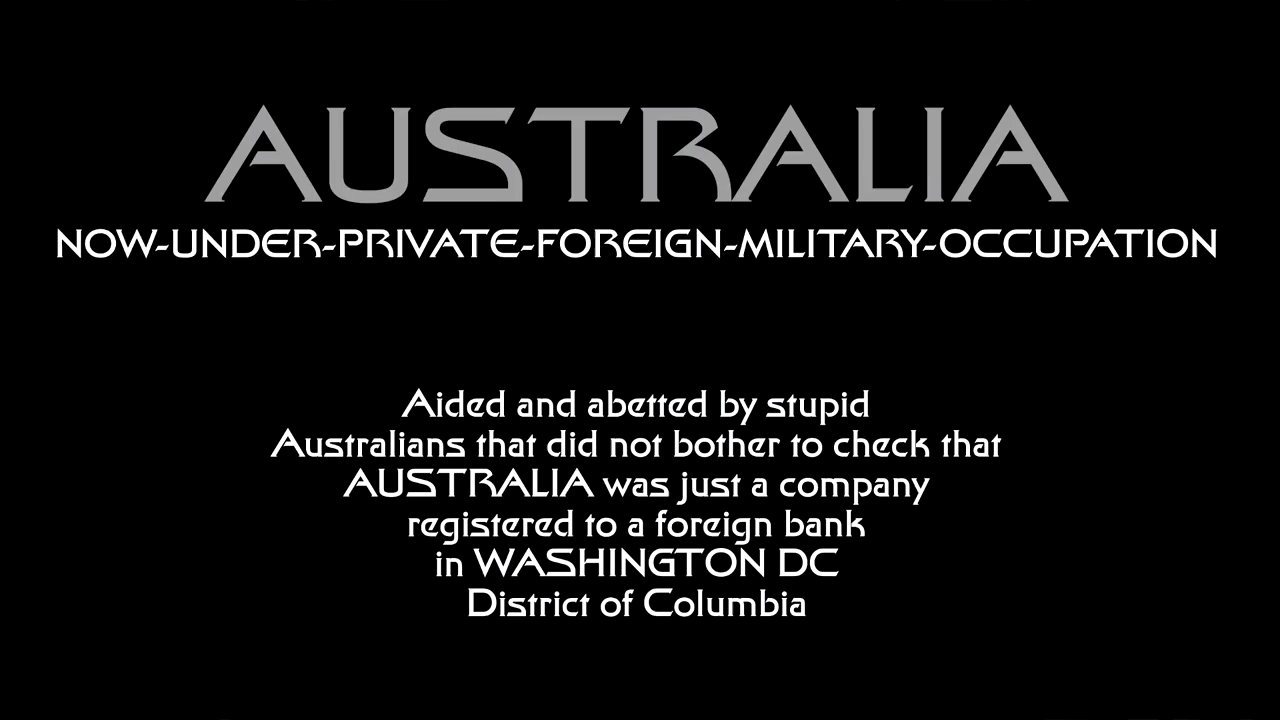 AUSTRALIA
NOW-UNDER-PRIVATE-FOREIGN-MILITARY-OCCUPATION
Aided and abetted by stupid
Australians that did not bother to check that
AUSTRALIA was just a company
registered to a foreign bank
in WASHINGTON DC
District of Columbia